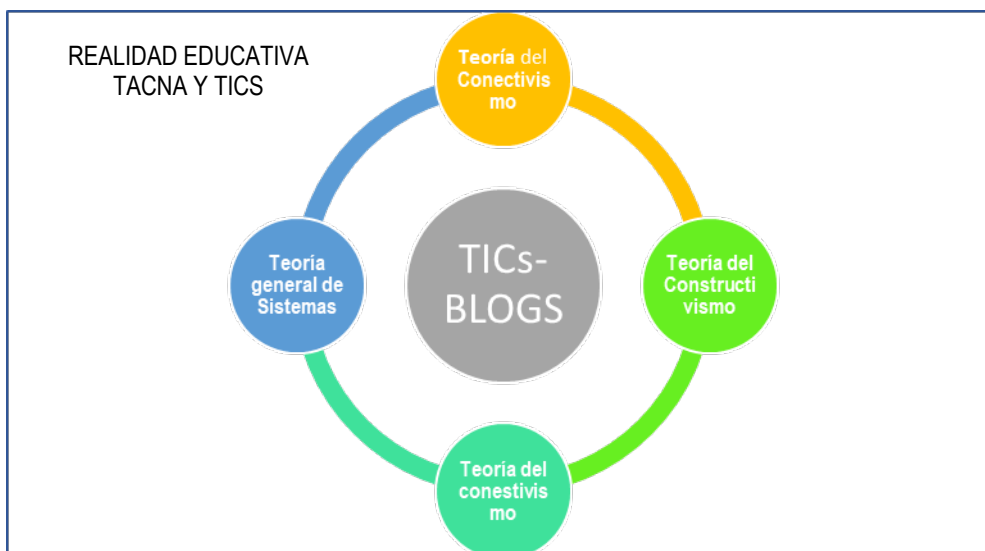 REALIDAD EDUCATIVA
TACNA Y TICS
Teoría del
Conectivis
mo
Teoría
general de
Sistemas
TICs-
BLOGS
Teoría del
Constructi
vismo
Teoría del
conestivis
mo